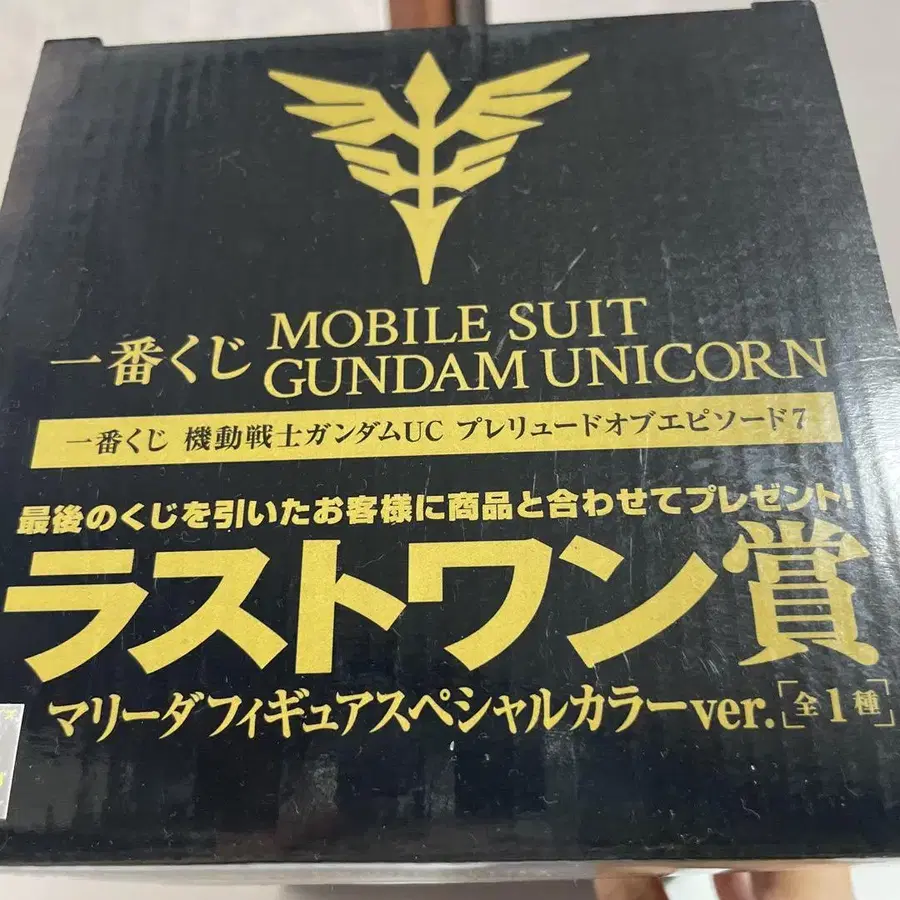 一番くじ MOBILE SUIT
GUNDAM UNICORN
一番くじ 機動戦士ガンダムUC プレリュードオブエピソード7
最後のくじを引いたお客様に商品と合わせてプレゼント!
ラストワン賞
マリーダフィギュアスペシャルカラーver.[全1種]